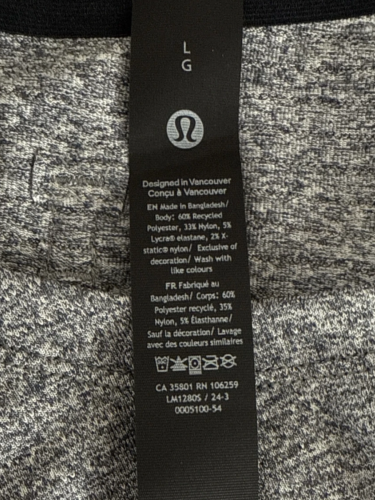 L
G
Designed in Vancouver
Conçu à Vancouver
EN Made in Bangladesh/
Body: 60% Recycled
Polyester, 33% Nylon, 5%
Lycra® elastane, 2% X-
static® nylon/ Exclusive of
decoration/ Wash with
like colours
FR Fabriqué au
Bangladesh/ Corps: 60%
Polyester recyclé, 35%
Nylon, 5% Élasthanne/
Sauf la décoration/ Lavage
avec des couleurs similaires
CA 35801 RN 106259
LM1280S / 24-3
0005100-54